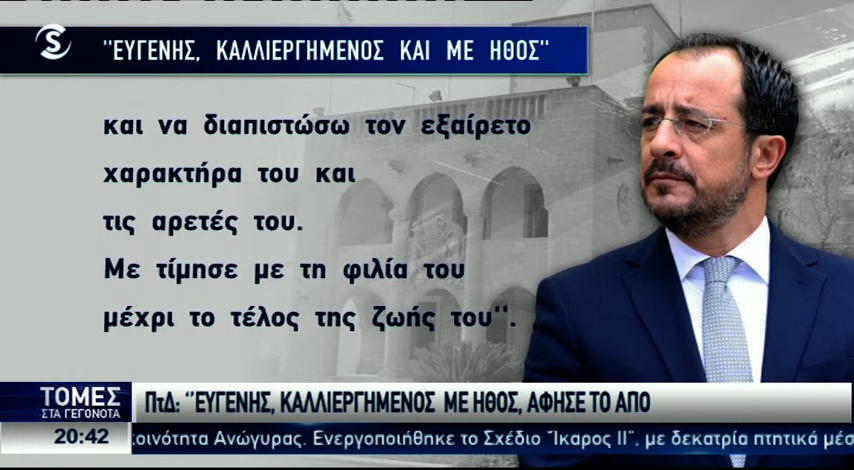 "ΕΥΓΕΝΗΣ, ΚΑΛΛΙΕΡΓΗΜΕΝΟΣ ΚΑΙ ΜΕ ΗΘΟΣ"
και να διαπιστώσω τον εξαίρετο
χαρακτήρα του και
τις αρετές του.
Με τίμησε με τη φιλία του
μέχρι το τέλος της ζωής του".
ΤΟΜΕΣ
ΣΤΑ ΓΕΓΟΝΟΤΑ
ΠτΔ: "ΕΥΓΕΝΗΣ, ΚΑΛΛΙΕΡΓΗΜΕΝΟΣ ΜΕ ΗΘΟΣ, ΑΦΗΣΕ ΤΟ ΑΠΟ
20:42
οινότητα Ανώγυρας. Ενεργοποιήθηκε το Σχέδιο "Ίκαρος ΙΙ", με δεκατρία πτητικά μέσ